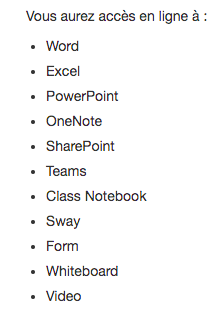 Vous aurez accès en ligne à :
• Word
• Excel
• PowerPoint
• OneNote
• SharePoint
• Teams
• Class Notebook
• Sway
• Form
• Whiteboard
• Video